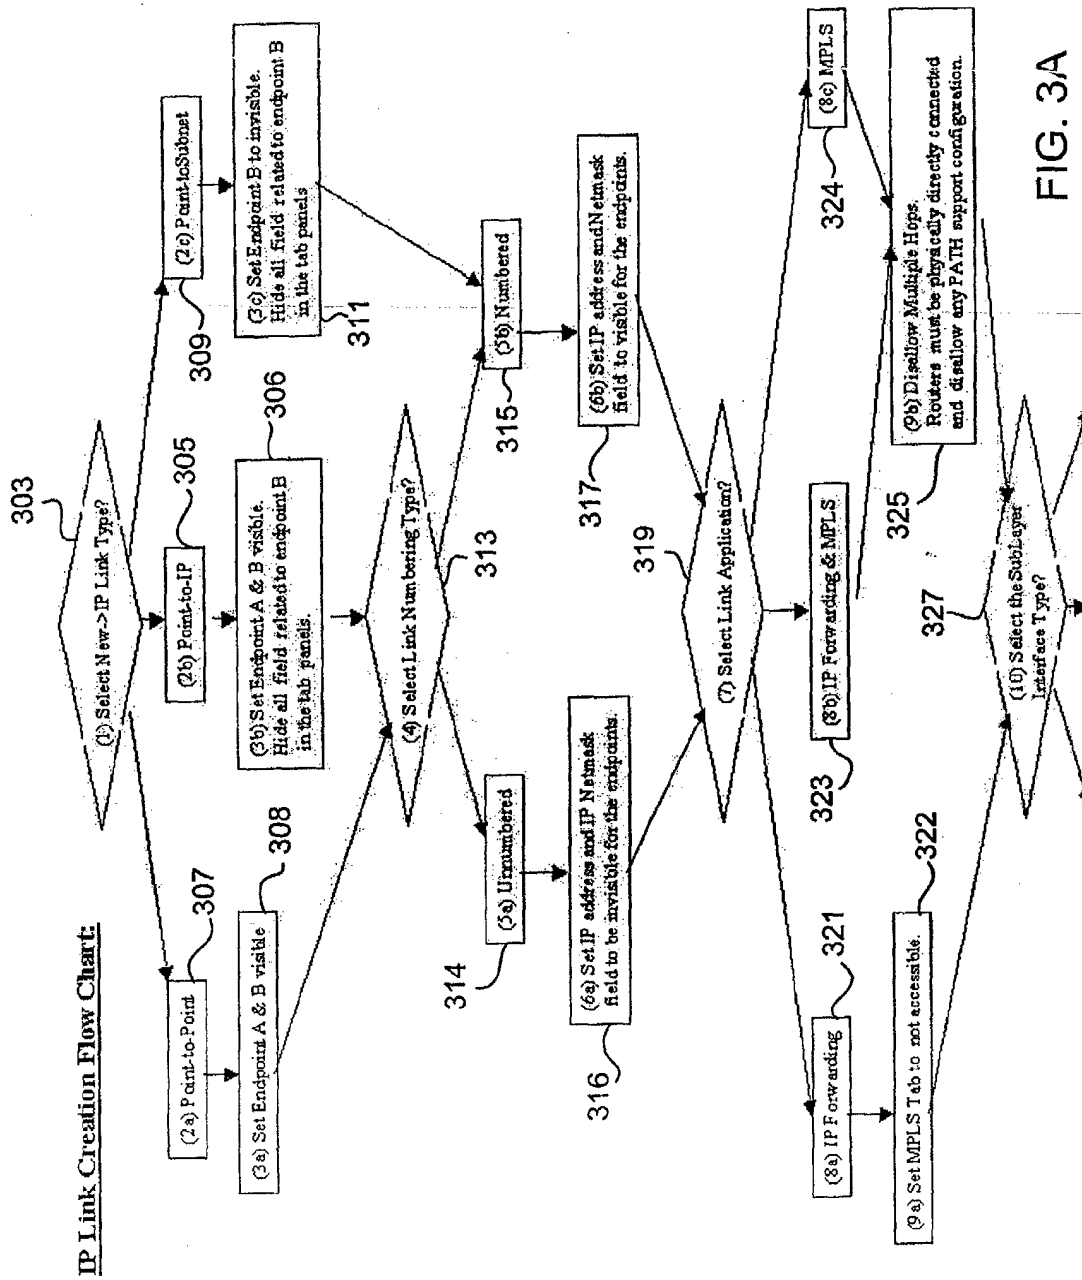 IP Link Creation Flow Chart:
303
(1) Select New->IP Link Type?
307
(2a) Point-to-Point
305
(2b) Point-to-IP
309
(2c) Point-toSubnet
308
(3a) Set Endpoint A & B visible
306
(3b) Set Endpoint A & B visible.
Hide all field related to endpoint B
in the tab panels.
(3c) Set Endpoint B to invisible.
Hide all field related to endpoint B
in the tab panels
311
(4) Select Link Numbering Type?
313
314
(5a) Unnumbered
315
(5b) Numbered
(6a) Set IP address and IP Netmask
field to be invisible for the endpoints.
316
(6b) Set IP address and Netmask
field to visible for the endpoints.
317
319
(7) Select Link Application?
321
(8a) IP Forwarding
(8b) IP Forwarding & MPLS
323
(8c) MPLS
324
322
(9a) Set MPLS Tab to not accessible.
(9b) Disallow Multiple Hops.
Routers must be physically directly connected
and disallow any PATH support configuration.
325
327
(10) Select the SubLayer
Interface Type?
FIG. 3A